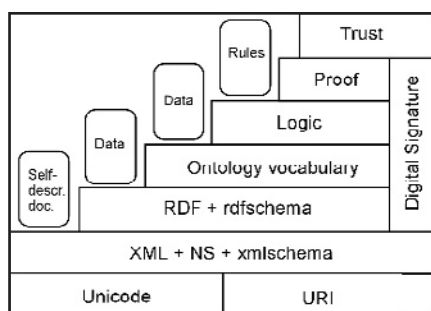 Trust
Rules
Proof
Data
Logic
Data
Ontology vocabulary
Digital Signature
Self-
descr.
doc.
RDF + rdfschema
XML + NS + xmlschema
Unicode
URI